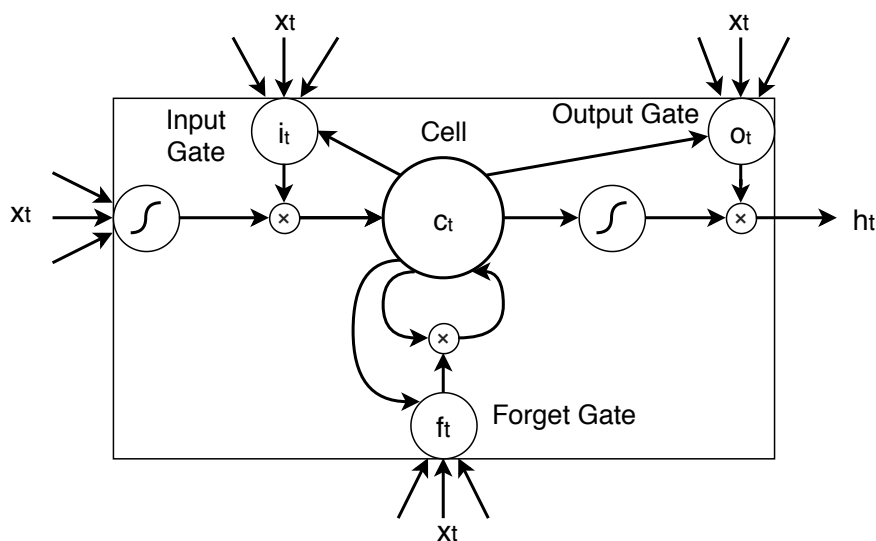 xt
xt
Input
Gate
it
Cell
Output Gate
ot
xt
×
ct
×
ht
×
ft
Forget Gate
xt